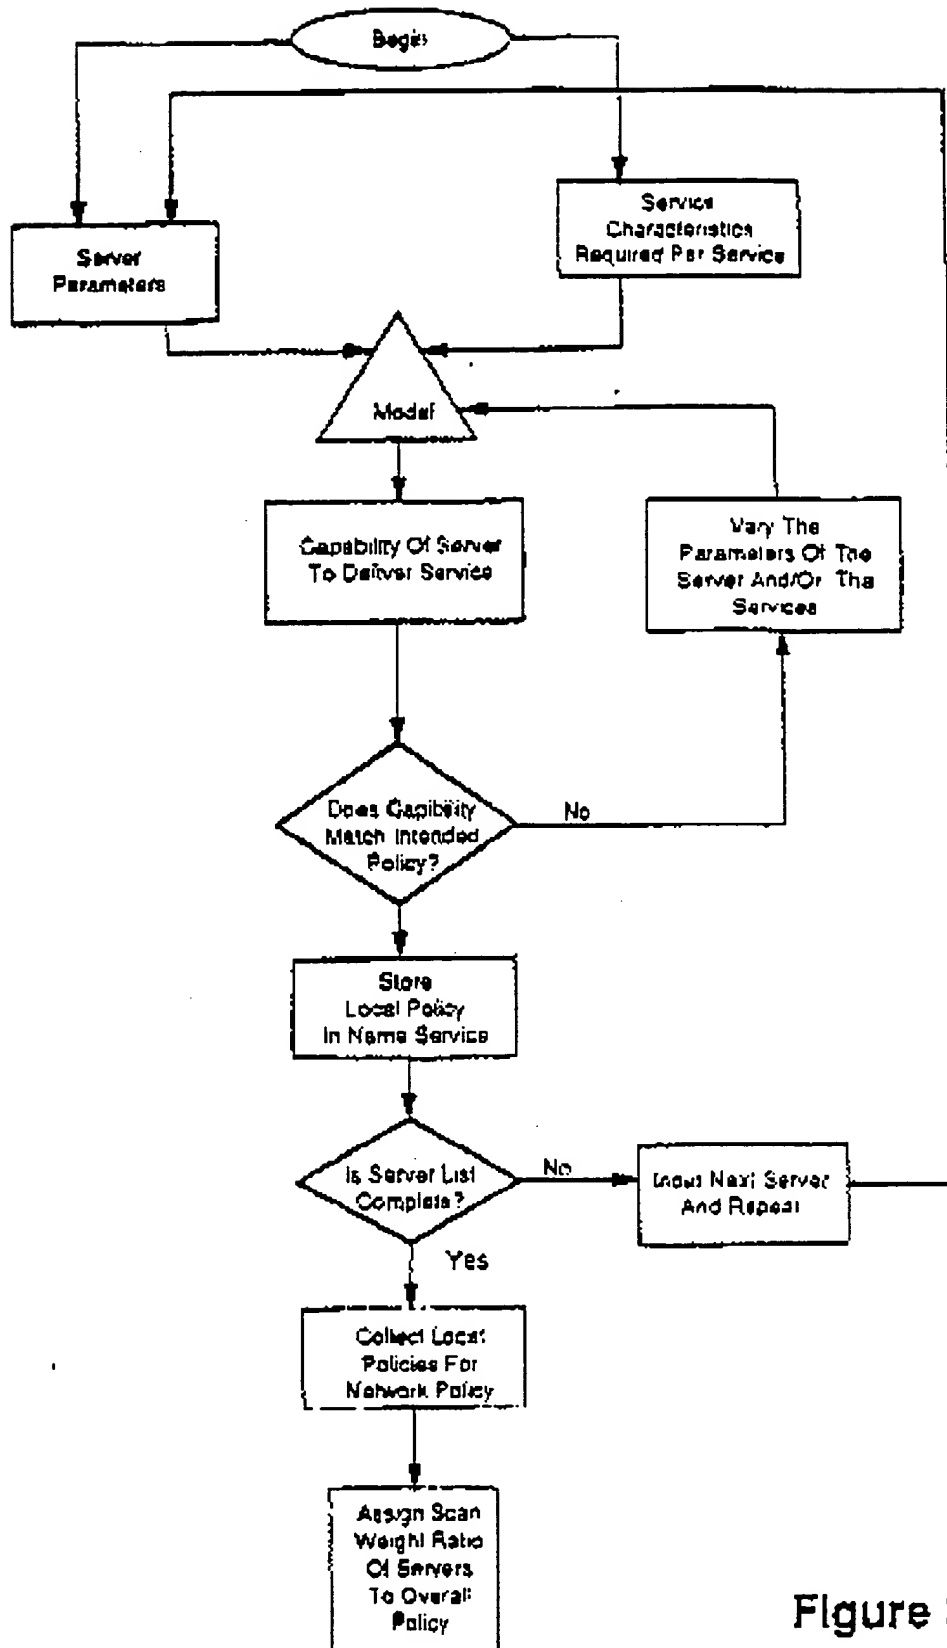 Begin
Service
Characteristics
Required Per Service
Server
Parameters
Model
Capability Of Server
To Deliver Service
Vary The
Parameters Of The
Server And/Or The
Services
Does Capibility
Match Intended
Policy?
No
Store
Local Policy
In Name Service
Is Server List
Complete?
No
Input Next Server
And Repeat
Yes
Collect Local
Policies For
Network Policy
Assign Scan
Weight Ratio
Of Servers
To Overall
Policy
Figure